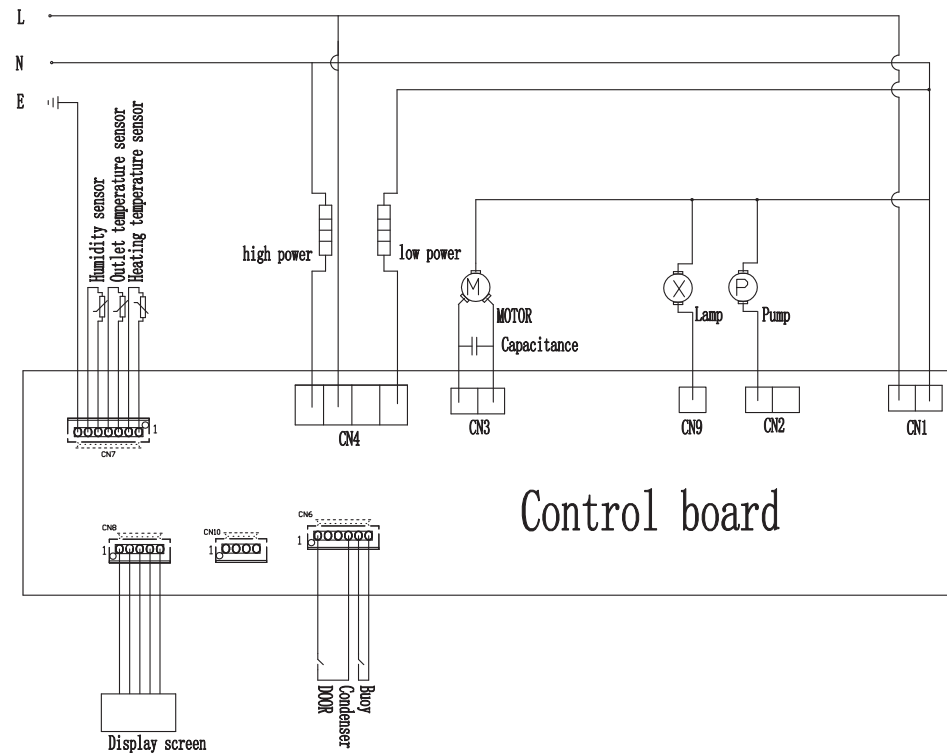 L
N
E
Humidity sensor
Outlet temperature sensor
Heating temperature sensor
high power
low power
M
MOTOR
Capacitance
X
Lamp
P
Pump
1
CN7
CN4
CN3
CN9
CN2
CN1
Control board
CN8
1
CN10
1
CN6
1
DOOR
Condenser
Buoy
Display screen